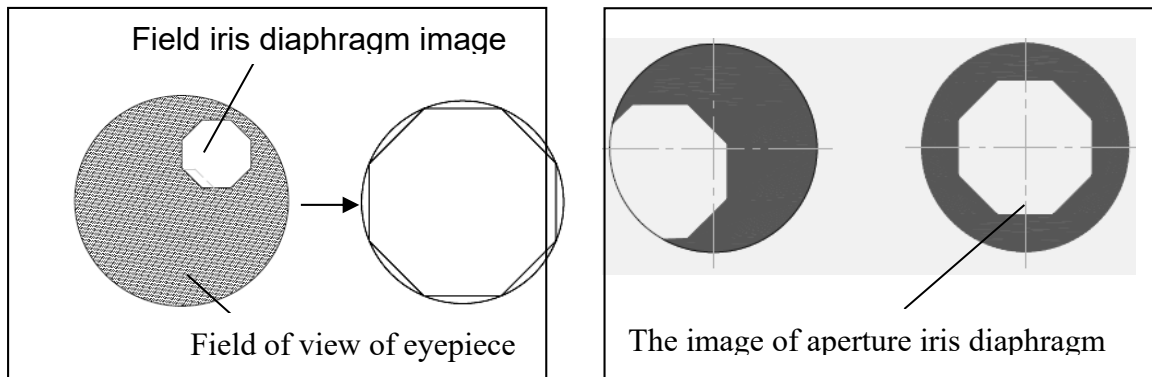 Field iris diaphragm image
Field of view of eyepiece
The image of aperture iris diaphragm